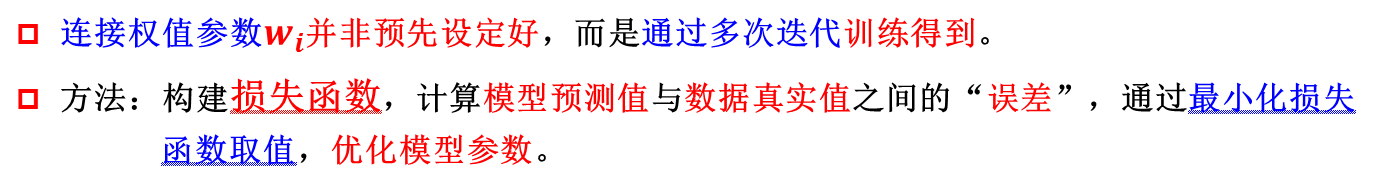 连接权值参数wᵢ并非预先设定好，而是通过多次迭代训练得到。
方法：构建损失函数，计算模型预测值与数据真实值之间的“误差”，通过最小化损失
函数取值，优化模型参数。